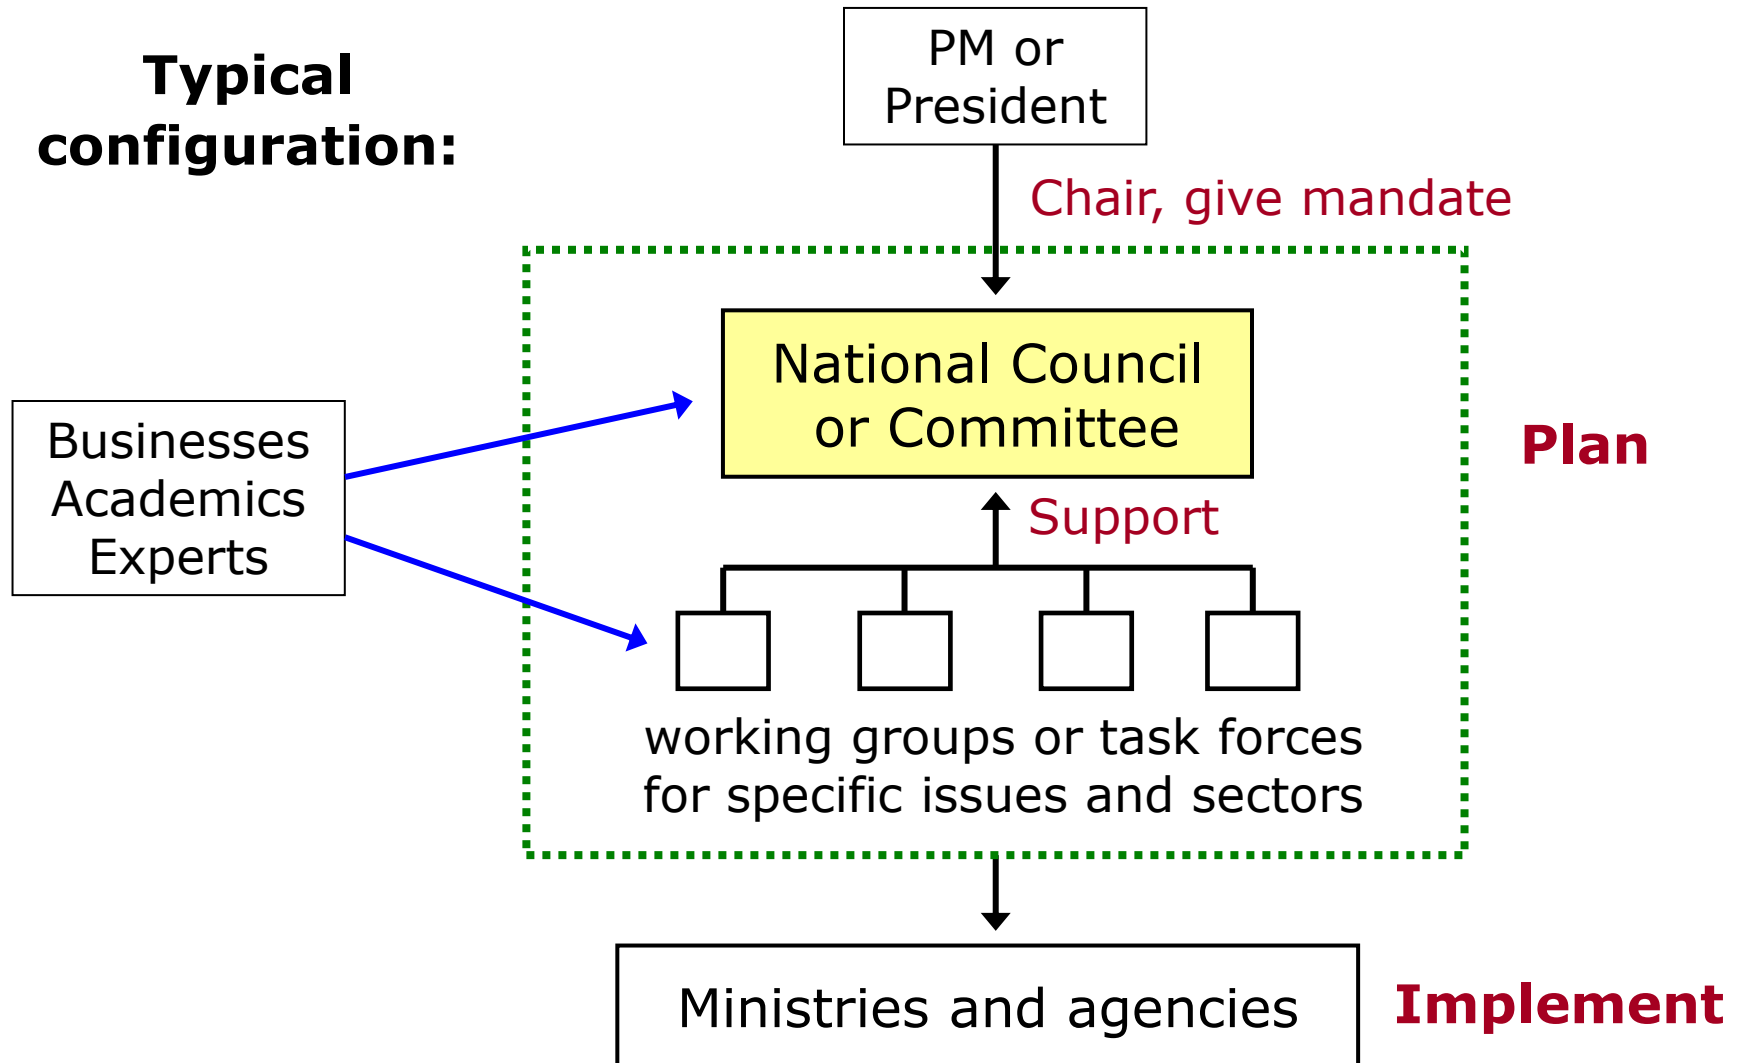 Typical
configuration:
PM or
President
Chair, give mandate
National Council
or Committee
Businesses
Academics
Experts
Plan
Support
working groups or task forces
for specific issues and sectors
Ministries and agencies
Implement